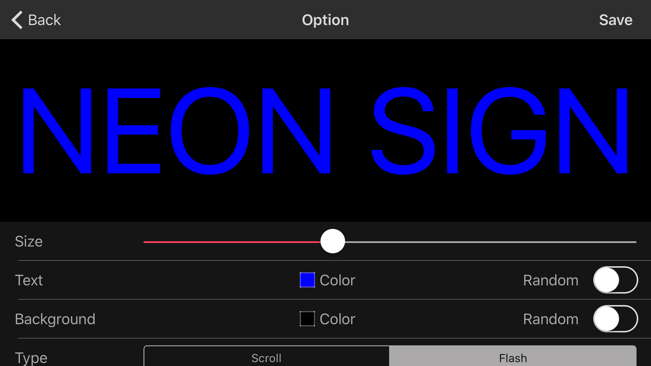 Back Option Save
NEON SIGN
Size
Text Color Random
Background Color Random
Type Scroll Flash